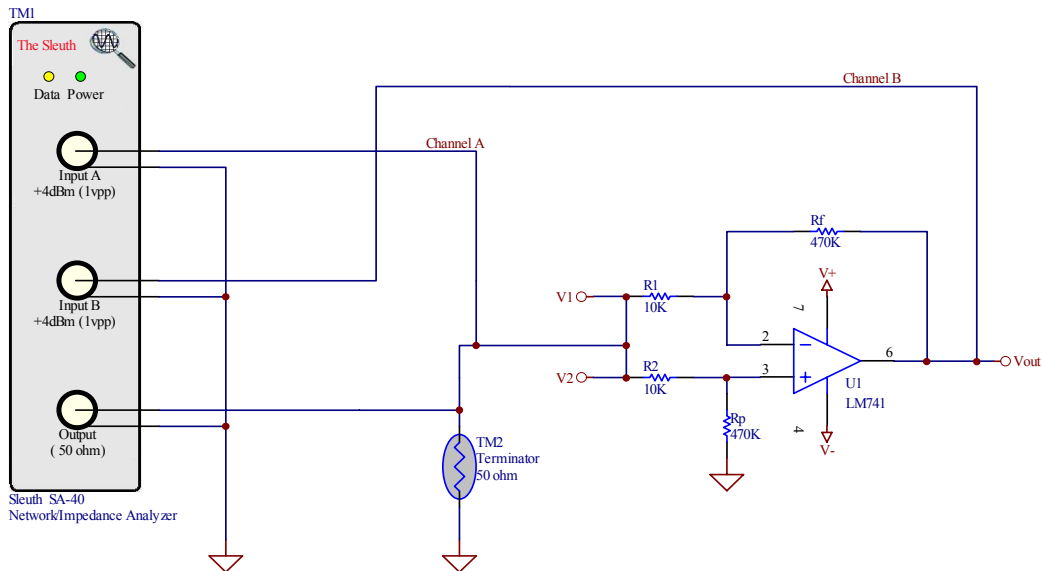 TM1
The Sleuth
Data Power
Input A
+4dBm (1vpp)
Input B
+4dBm (1vpp)
Output
( 50 ohm)
Sleuth SA-40
Network/Impedance Analyzer
Channel B
Channel A
TM2
Terminator
50 ohm
V1
V2
R1
10K
R2
10K
Rf
470K
Rp
470K
V+
7
2
3
6
4
V-
U1
LM741
Vout